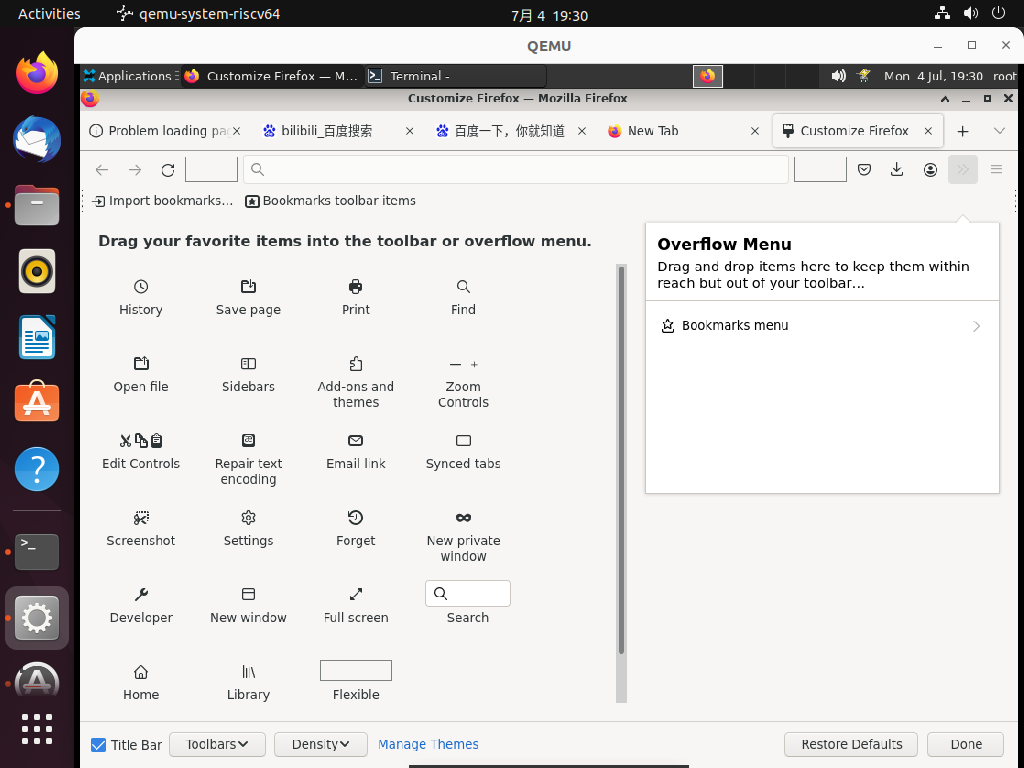 Activities
qemu-system-riscv64
7月 4 19:30
QEMU
Applications
Customize Firefox — M...
Terminal -
Mon 4 Jul, 19:30
root
Customize Firefox — Mozilla Firefox
Problem loading pag
bilibili_百度搜索
百度一下，你就知道
New Tab
Customize Firefox
Import bookmarks...
Bookmarks toolbar items
Drag your favorite items into the toolbar or overflow menu.
Overflow Menu
Drag and drop items here to keep them within
reach but out of your toolbar...
Bookmarks menu
History
Save page
Print
Find
Open file
Sidebars
Add-ons and
themes
Zoom
Controls
Edit Controls
Repair text
encoding
Email link
Synced tabs
Screenshot
Settings
Forget
New private
window
Developer
New window
Full screen
Search
Home
Library
Flexible
Title Bar
Toolbars
Density
Manage Themes
Restore Defaults
Done